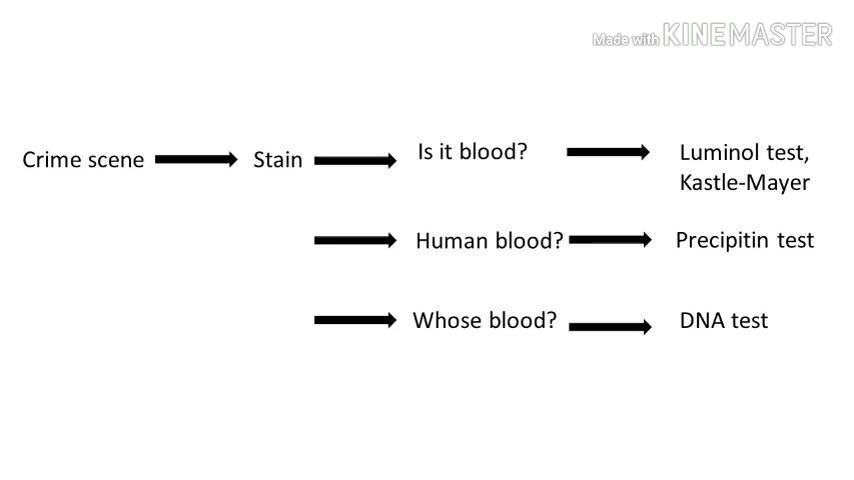 Made with KINEMASTER
Crime scene
Stain
Is it blood?
Luminol test,
Kastle-Mayer
Human blood?
Precipitin test
Whose blood?
DNA test